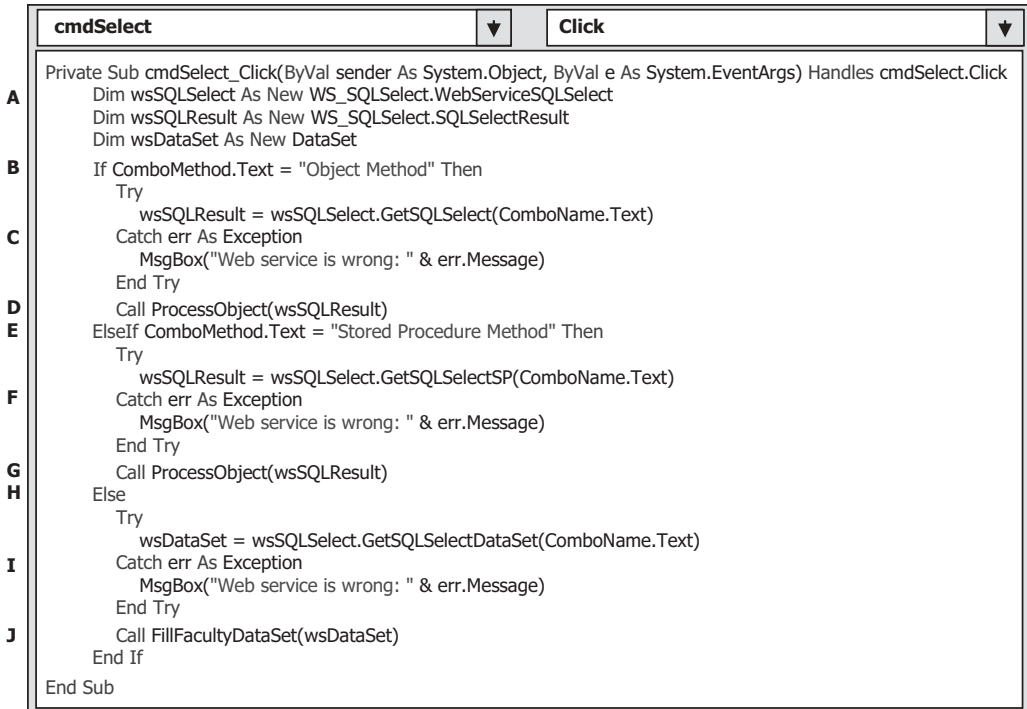 cmdSelect Click
Private Sub cmdSelect_Click(ByVal sender As System.Object, ByVal e As System.EventArgs) Handles cmdSelect.Click
A Dim wsSQLSelect As New WS_SQLSelect.WebServiceSQLSelect
Dim wsSQLResult As New WS_SQLSelect.SQLSelectResult
Dim wsDataSet As New DataSet
B If ComboMethod.Text = "Object Method" Then
Try
wsSQLResult = wsSQLSelect.GetSQLSelect(ComboName.Text)
C Catch err As Exception
MsgBox("Web service is wrong: " & err.Message)
End Try
D Call ProcessObject(wsSQLResult)
E ElseIf ComboMethod.Text = "Stored Procedure Method" Then
Try
wsSQLResult = wsSQLSelect.GetSQLSelectSP(ComboName.Text)
F Catch err As Exception
MsgBox("Web service is wrong: " & err.Message)
End Try
G Call ProcessObject(wsSQLResult)
H Else
Try
wsDataSet = wsSQLSelect.GetSQLSelectDataSet(ComboName.Text)
I Catch err As Exception
MsgBox("Web service is wrong: " & err.Message)
End Try
J Call FillFacultyDataSet(wsDataSet)
End If
End Sub